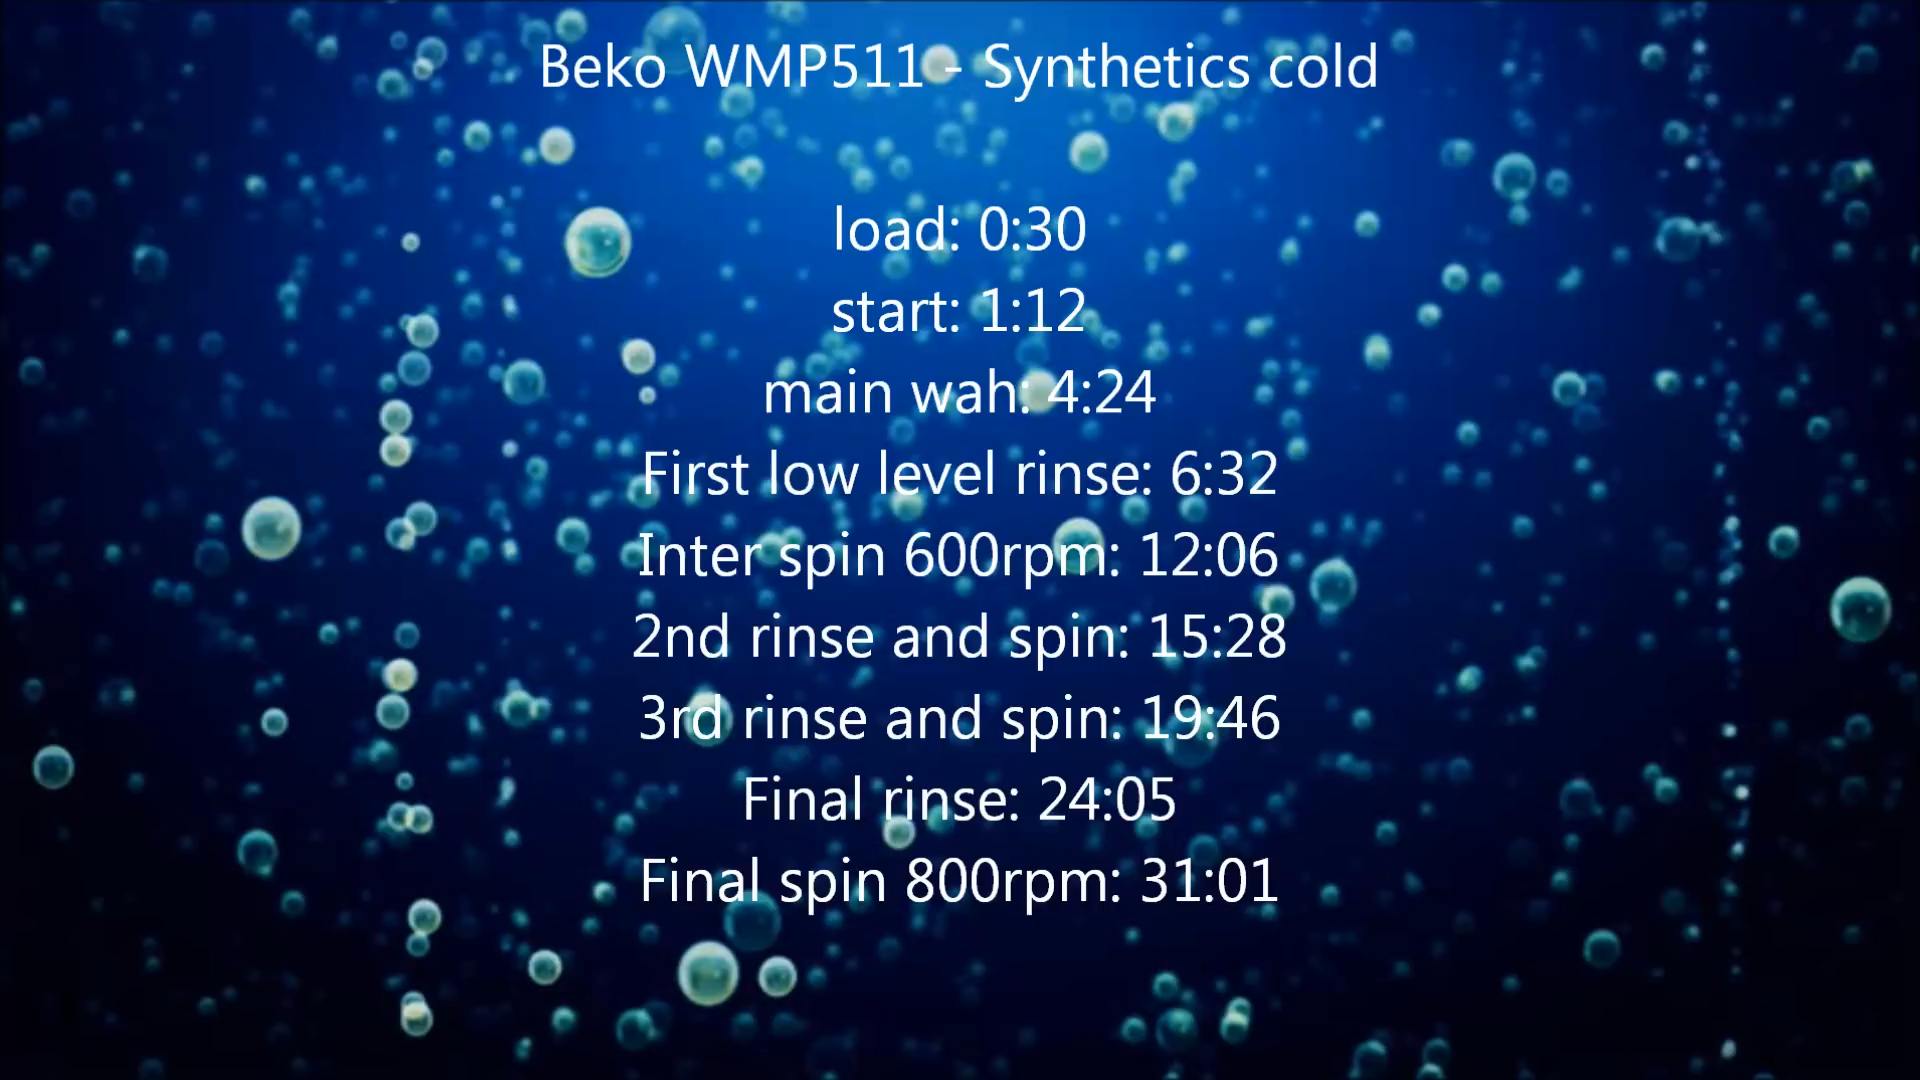 Beko WMP511 - Synthetics cold
load: 0:30
start: 1:12
main wah: 4:24
First low level rinse: 6:32
Inter spin 600rpm: 12:06
2nd rinse and spin: 15:28
3rd rinse and spin: 19:46
Final rinse: 24:05
Final spin 800rpm: 31:01